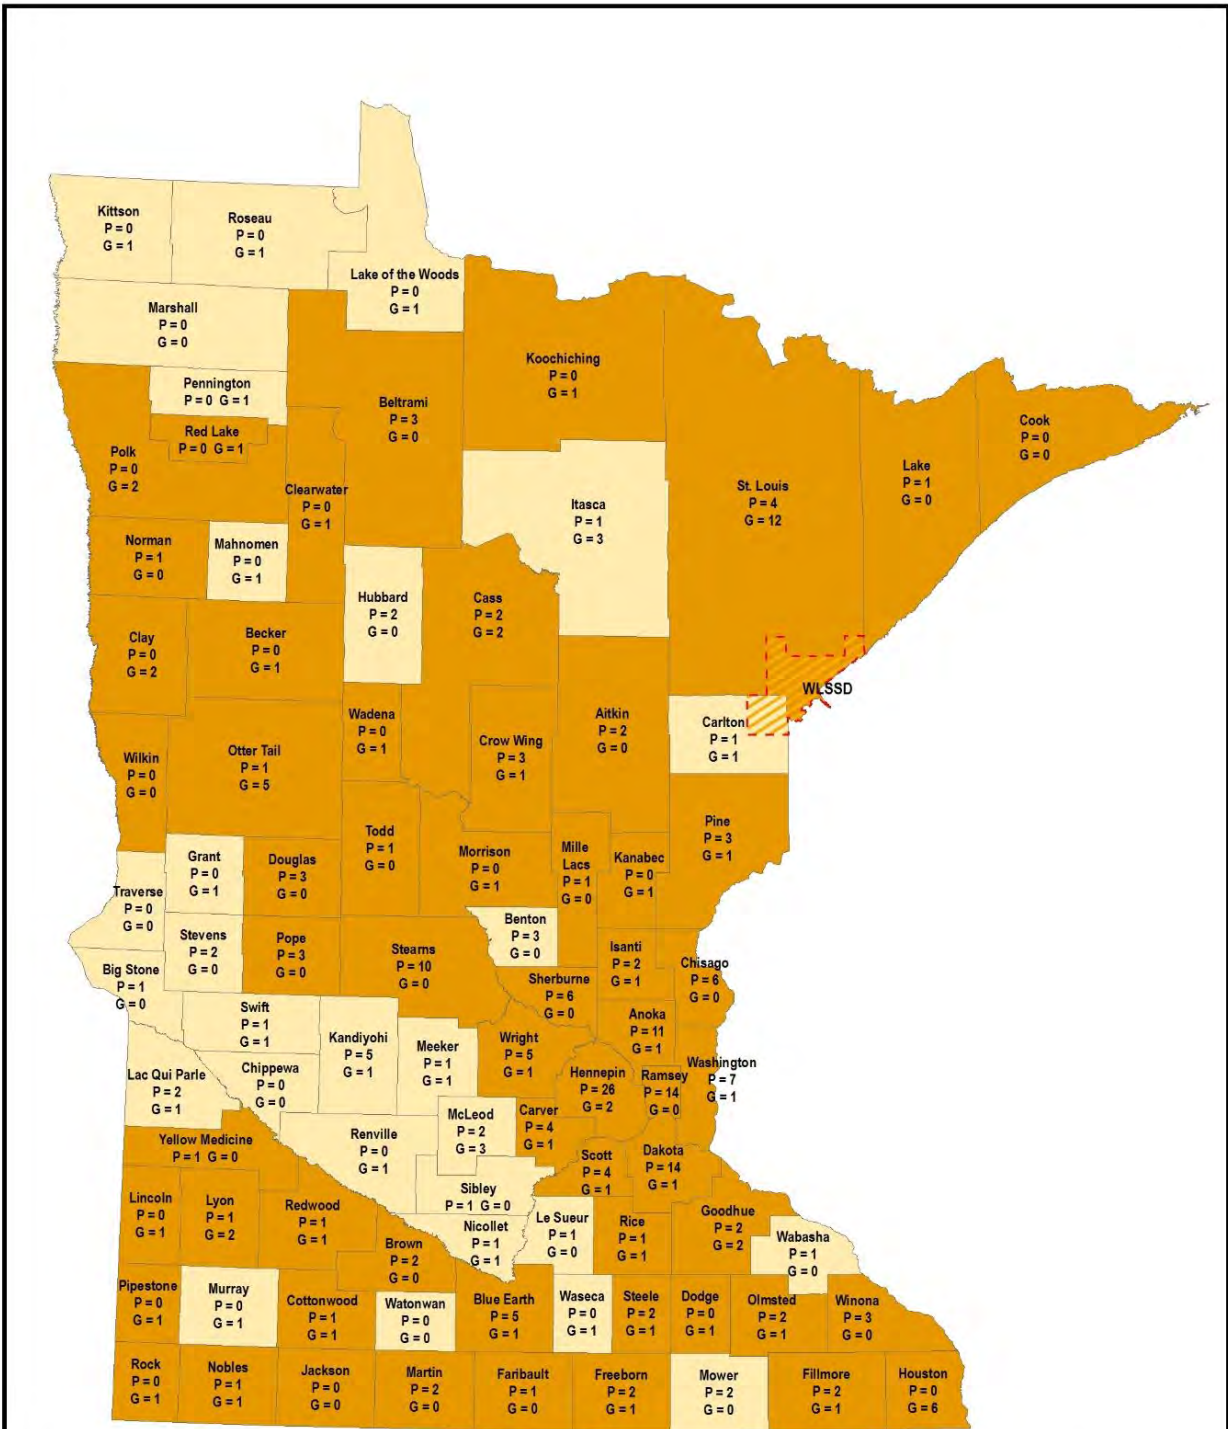 Kittson
P = 0
G = 1
Roseau
P = 0
G = 1
Lake of the Woods
P = 0
G = 1
Marshall
P = 0
G = 0
Pennington
P = 0 G = 1
Red Lake
P = 0 G = 1
Polk
P = 0
G = 2
Clearwater
P = 0
G = 1
Beltrami
P = 3
G = 0
Koochiching
P = 0
G = 1
Itasca
P = 1
G = 3
St. Louis
P = 4
G = 12
Lake
P = 1
G = 0
Cook
P = 0
G = 0
Norman
P = 1
G = 0
Mahnomen
P = 0
G = 1
Hubbard
P = 2
G = 0
Cass
P = 2
G = 2
Clay
P = 0
G = 2
Becker
P = 0
G = 1
WLSSD
Wadena
P = 0
G = 1
Crow Wing
P = 3
G = 1
Aitkin
P = 2
G = 0
Carlton
P = 1
G = 1
Wilkin
P = 0
G = 0
Otter Tail
P = 1
G = 5
Todd
P = 1
G = 0
Morrison
P = 0
G = 1
Mille
Lacs
P = 1
G = 0
Kanabec
P = 0
G = 1
Pine
P = 3
G = 1
Grant
P = 0
G = 1
Douglas
P = 3
G = 0
Traverse
P = 0
G = 0
Stevens
P = 2
G = 0
Pope
P = 3
G = 0
Stearns
P = 10
G = 0
Benton
P = 3
G = 0
Isanti
P = 2
G = 1
Chisago
P = 6
G = 0
Big Stone
P = 1
G = 0
Sherburne
P = 6
G = 0
Swift
P = 1
G = 1
Kandiyohi
P = 5
G = 1
Meeker
P = 1
G = 1
Wright
P = 5
G = 1
Anoka
P = 11
G = 1
Hennepin
P = 26
G = 2
Ramsey
P = 14
G = 0
Washington
P = 7
G = 1
Lac Qui Parle
P = 2
G = 1
Chippewa
P = 0
G = 0
McLeod
P = 2
G = 3
Carver
P = 4
G = 1
Yellow Medicine
P = 1 G = 0
Renville
P = 0
G = 1
Scott
P = 4
G = 1
Dakota
P = 14
G = 1
Sibley
P = 1 G = 0
Lincoln
P = 0
G = 1
Lyon
P = 1
G = 2
Redwood
P = 1
G = 1
Nicollet
P = 1
G = 1
Le Sueur
P = 1
G = 0
Rice
P = 1
G = 1
Goodhue
P = 2
G = 2
Wabasha
P = 1
G = 0
Brown
P = 2
G = 0
Pipestone
P = 0
G = 1
Murray
P = 0
G = 1
Cottonwood
P = 1
G = 1
Watonwan
P = 0
G = 0
Blue Earth
P = 5
G = 1
Waseca
P = 0
G = 1
Steele
P = 2
G = 1
Dodge
P = 0
G = 1
Olmsted
P = 2
G = 1
Winona
P = 3
G = 0
Rock
P = 0
G = 1
Nobles
P = 1
G = 1
Jackson
P = 0
G = 0
Martin
P = 2
G = 0
Faribault
P = 1
G = 0
Freeborn
P = 2
G = 1
Mower
P = 2
G = 0
Fillmore
P = 2
G = 1
Houston
P = 0
G = 6